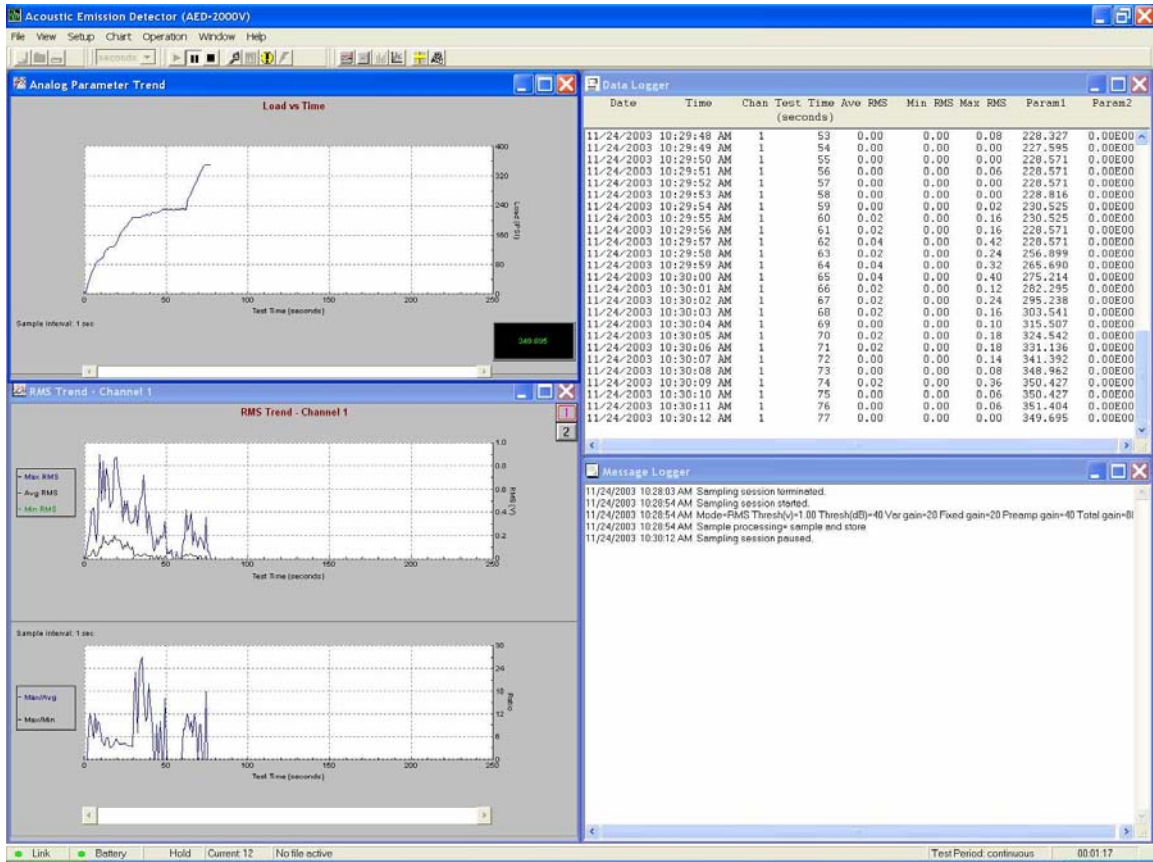 Acoustic Emission Detector (AED-2000V)
File View Setup Chart Operation Window Help
seconds
Analog Parameter Trend
Load vs Time
400
320
240
160
80
0
Load (PSI)
0 50 100 150 200 250
Test Time (seconds)
Sample interval: 1 sec
349.695
RMS Trend - Channel 1
RMS Trend - Channel 1
1
2
Max RMS
Avg RMS
Min RMS
1.0
0.8
0.6
0.4
0.2
0
RMS (V)
0 50 100 150 200 250
Test Time (seconds)
Sample interval: 1 sec
Max/Avg
Max/Min
30
24
18
12
6
0
Ratio
0 50 100 150 200 250
Test Time (seconds)
Data Logger
Date Time Chan Test Time Ave RMS Min RMS Max RMS Param1 Param2
(seconds)
11/24/2003 10:29:48 AM 1 53 0.00 0.00 0.08 228.327 0.00E00
11/24/2003 10:29:49 AM 1 54 0.00 0.00 0.00 227.595 0.00E00
11/24/2003 10:29:50 AM 1 55 0.00 0.00 0.00 228.571 0.00E00
11/24/2003 10:29:51 AM 1 56 0.00 0.00 0.06 228.571 0.00E00
11/24/2003 10:29:52 AM 1 57 0.00 0.00 0.00 228.571 0.00E00
11/24/2003 10:29:53 AM 1 58 0.00 0.00 0.00 228.816 0.00E00
11/24/2003 10:29:54 AM 1 59 0.00 0.00 0.02 230.525 0.00E00
11/24/2003 10:29:55 AM 1 60 0.02 0.00 0.16 230.525 0.00E00
11/24/2003 10:29:56 AM 1 61 0.02 0.00 0.16 228.571 0.00E00
11/24/2003 10:29:57 AM 1 62 0.04 0.00 0.42 228.571 0.00E00
11/24/2003 10:29:58 AM 1 63 0.02 0.00 0.24 256.899 0.00E00
11/24/2003 10:29:59 AM 1 64 0.04 0.00 0.32 265.690 0.00E00
11/24/2003 10:30:00 AM 1 65 0.04 0.00 0.40 275.214 0.00E00
11/24/2003 10:30:01 AM 1 66 0.02 0.00 0.12 282.295 0.00E00
11/24/2003 10:30:02 AM 1 67 0.02 0.00 0.24 295.238 0.00E00
11/24/2003 10:30:03 AM 1 68 0.02 0.00 0.16 303.541 0.00E00
11/24/2003 10:30:04 AM 1 69 0.00 0.00 0.10 315.507 0.00E00
11/24/2003 10:30:05 AM 1 70 0.02 0.00 0.18 324.542 0.00E00
11/24/2003 10:30:06 AM 1 71 0.02 0.00 0.18 331.136 0.00E00
11/24/2003 10:30:07 AM 1 72 0.00 0.00 0.14 341.392 0.00E00
11/24/2003 10:30:08 AM 1 73 0.00 0.00 0.08 348.962 0.00E00
11/24/2003 10:30:09 AM 1 74 0.02 0.00 0.36 350.427 0.00E00
11/24/2003 10:30:10 AM 1 75 0.00 0.00 0.06 350.427 0.00E00
11/24/2003 10:30:11 AM 1 76 0.00 0.00 0.06 351.404 0.00E00
11/24/2003 10:30:12 AM 1 77 0.00 0.00 0.00 349.695 0.00E00
Message Logger
11/24/2003 10:28:03 AM Sampling session terminated.
11/24/2003 10:28:54 AM Sampling session started.
11/24/2003 10:28:54 AM Mode=RMS Thresh(v)=1.00 Thresh(dB)=40 Var gain=20 Fixed gain=20 Preamp gain=40 Total gain=8
11/24/2003 10:28:54 AM Sample processing= sample and store
11/24/2003 10:30:12 AM Sampling session paused.
Link Battery Hold Current: 12 No file active Test Period: continuous 00:01:17